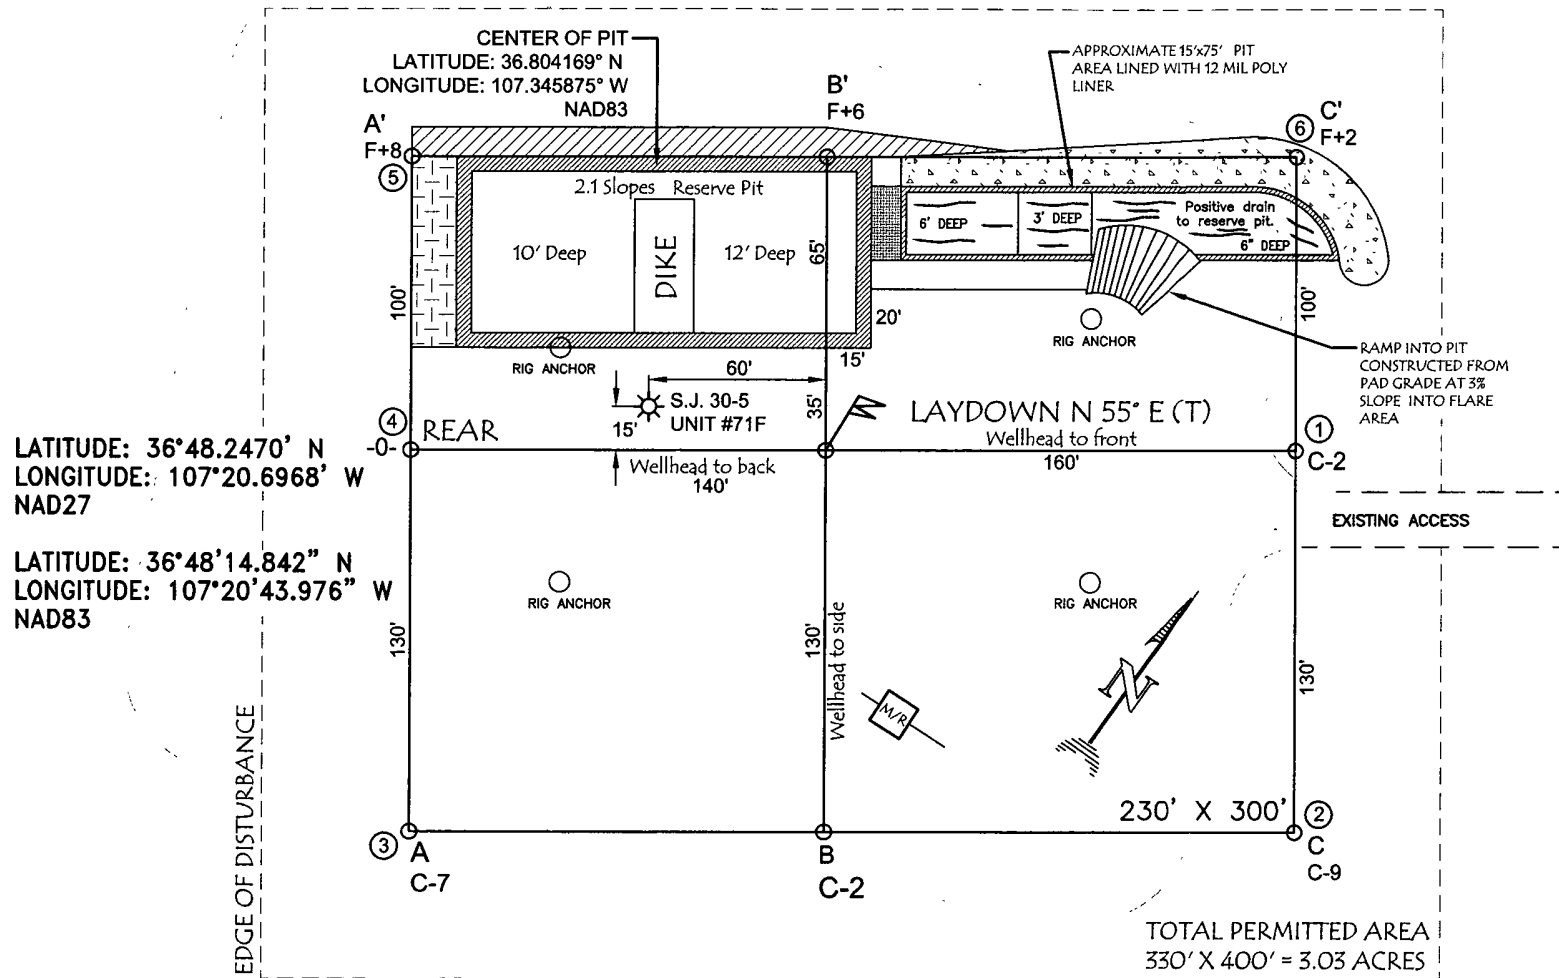 CENTER OF PIT
LATITUDE: 36.804169° N
LONGITUDE: 107.345875° W
NAD83
APPROXIMATE 15'x75' PIT
AREA LINED WITH 12 MIL POLY
LINER
A'
F+8
B'
F+6
C'
F+2
6
5
2.1 Slopes Reserve Pit
10' Deep
DIKE
12' Deep
65'
6' DEEP
3' DEEP
Positive drain
to reserve pit.
6" DEEP
100'
20'
100'
RIG ANCHOR
15'
RIG ANCHOR
RAMP INTO PIT
CONSTRUCTED FROM
PAD GRADE AT 3%
SLOPE INTO FLARE
AREA
60'
S.J. 30-5
UNIT #71F
15'
35'
LAYDOWN N 55° E (T)
Wellhead to front
160'
4
REAR
-0-
Wellhead to back
140'
1
C-2
LATITUDE: 36°48.2470' N
LONGITUDE: 107°20.6968' W
NAD27
EXISTING ACCESS
LATITUDE: 36°48'14.842" N
LONGITUDE: 107°20'43.976" W
NAD83
RIG ANCHOR
RIG ANCHOR
130'
130'
Wellhead to side
130'
N
M/R
EDGE OF DISTURBANCE
230' X 300'
3
A
C-7
B
C-2
2
C
C-9
TOTAL PERMITTED AREA
330' X 400' = 3.03 ACRES